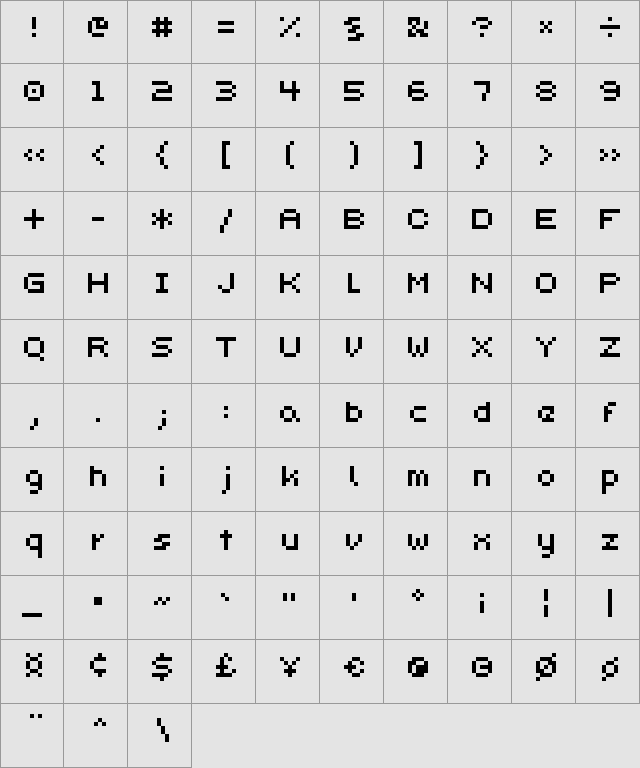 ! @ # = % § & ? × ÷
0 1 2 3 4 5 6 7 8 9
« < { [ ( ) ] } > »
+ - * / A B C D E F
G H I J K L M N O P
Q R S T U V W X Y Z
, . ; : a b c d e f
g h i j k l m n o p
q r s t u v w x y z
_ · ~ ` " ' ° ¡ ¦ |
¤ ¢ $ £ ¥ € ® © Ø ø
¨ ^ \